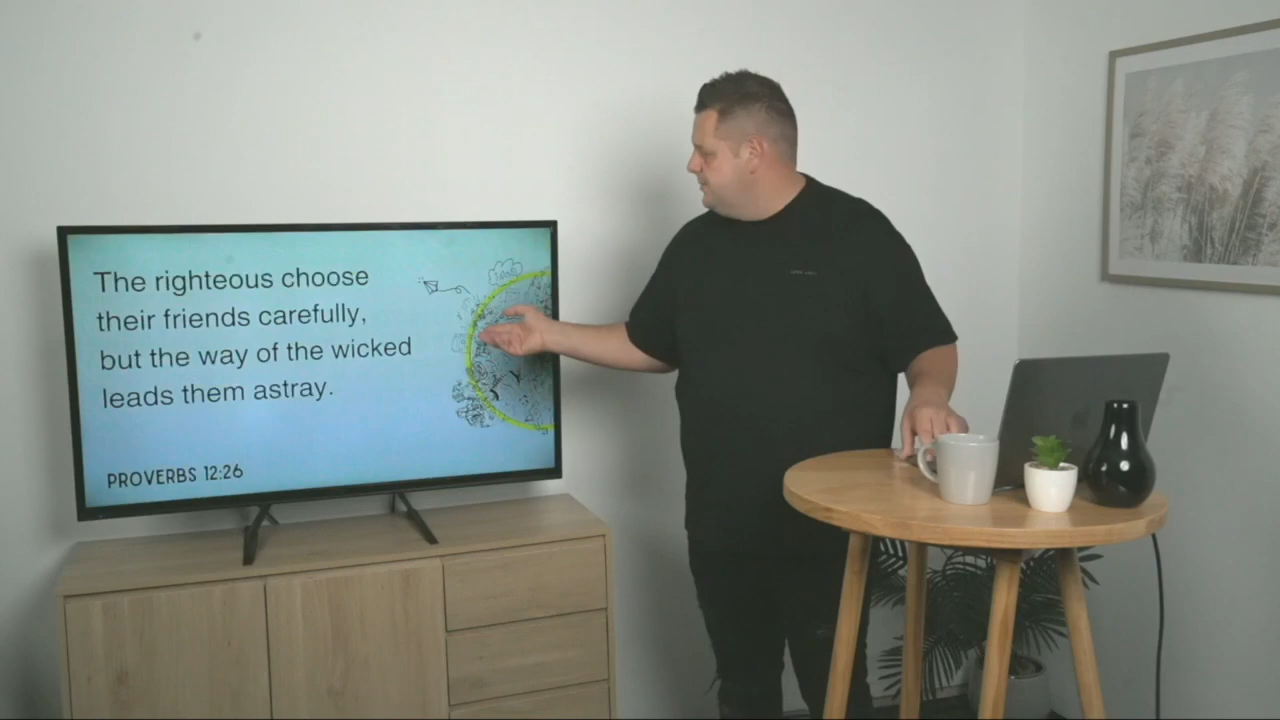 The righteous choose
their friends carefully,
but the way of the wicked
leads them astray.
PROVERBS 12:26